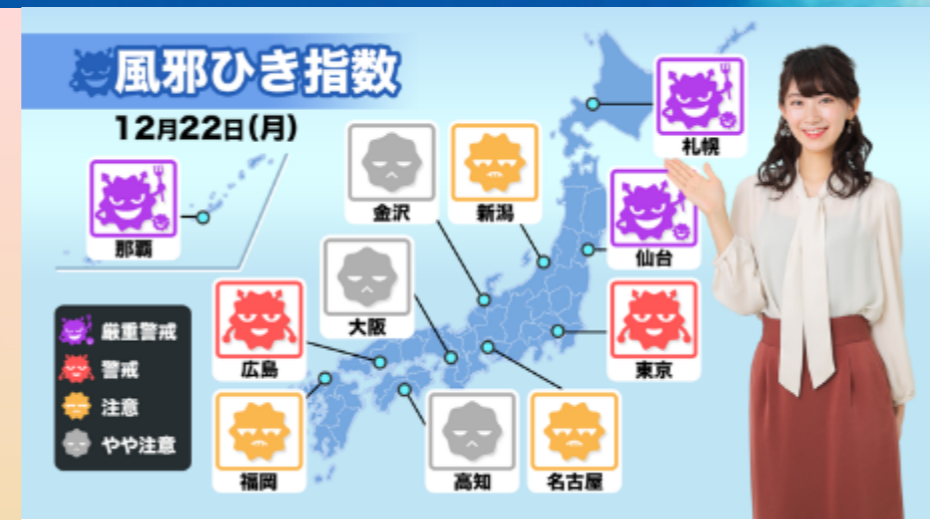 風邪ひき指数
12月22日(月)
札幌
金沢
新潟
那覇
仙台
大阪
広島
東京
福岡
高知
名古屋
厳重警戒
警戒
注意
やや注意